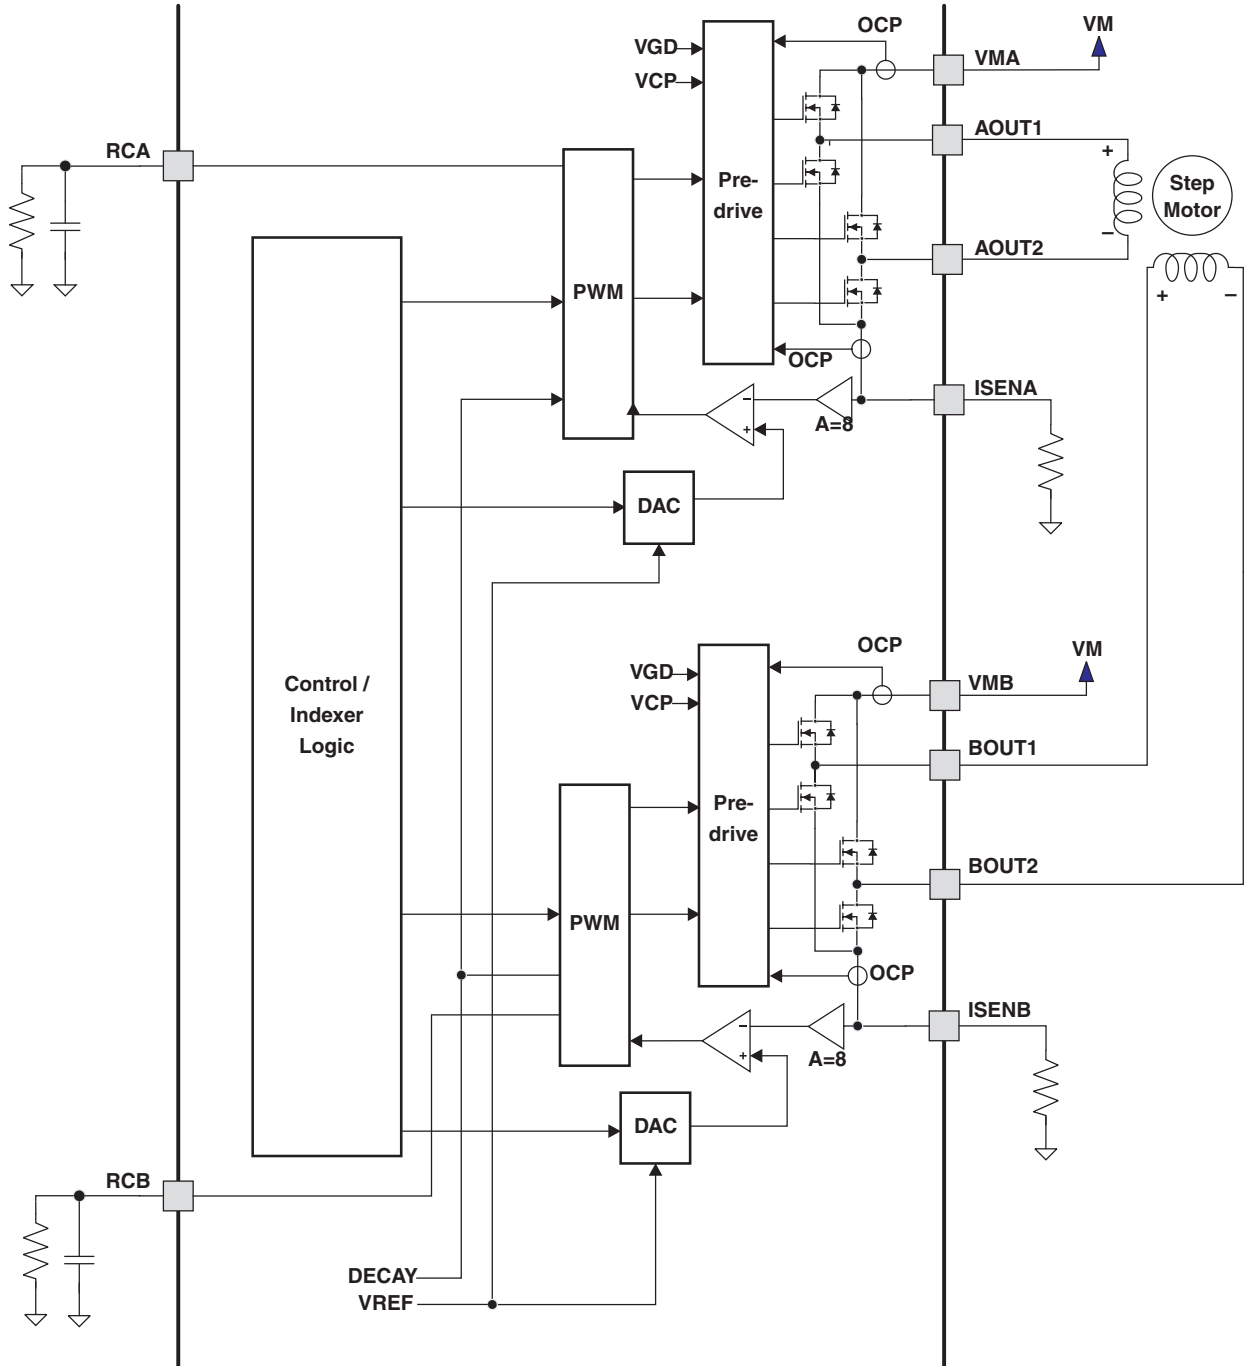 OCP
VM
VGD
VMA
VCP
AOUT1
RCA
+
Step
Motor
Pre-
drive
–
AOUT2
PWM
+
–
OCP
ISENA
–
A=8
+
DAC
OCP
VM
VGD
VMB
VCP
Control /
Indexer
Logic
BOUT1
Pre-
drive
BOUT2
PWM
OCP
ISENB
–
+
A=8
DAC
RCB
DECAY
VREF